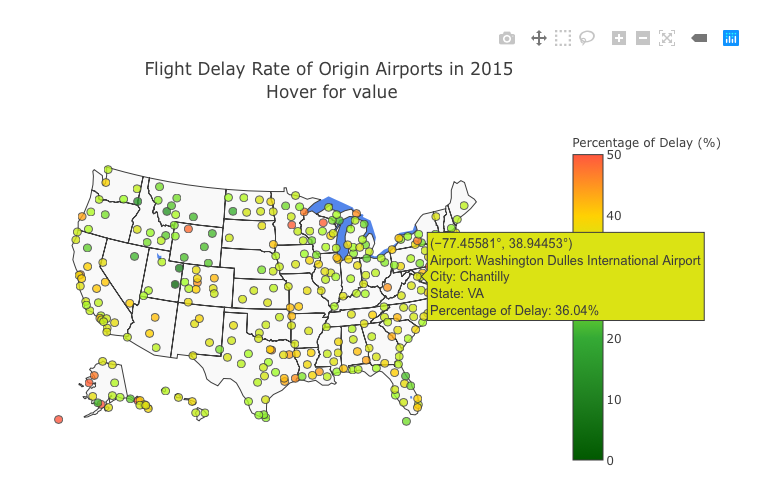 Flight Delay Rate of Origin Airports in 2015
Hover for value
Percentage of Delay (%)
50
40
(−77.45581°, 38.94453°)
Airport: Washington Dulles International Airport
City: Chantilly
State: VA
Percentage of Delay: 36.04%
20
10
0